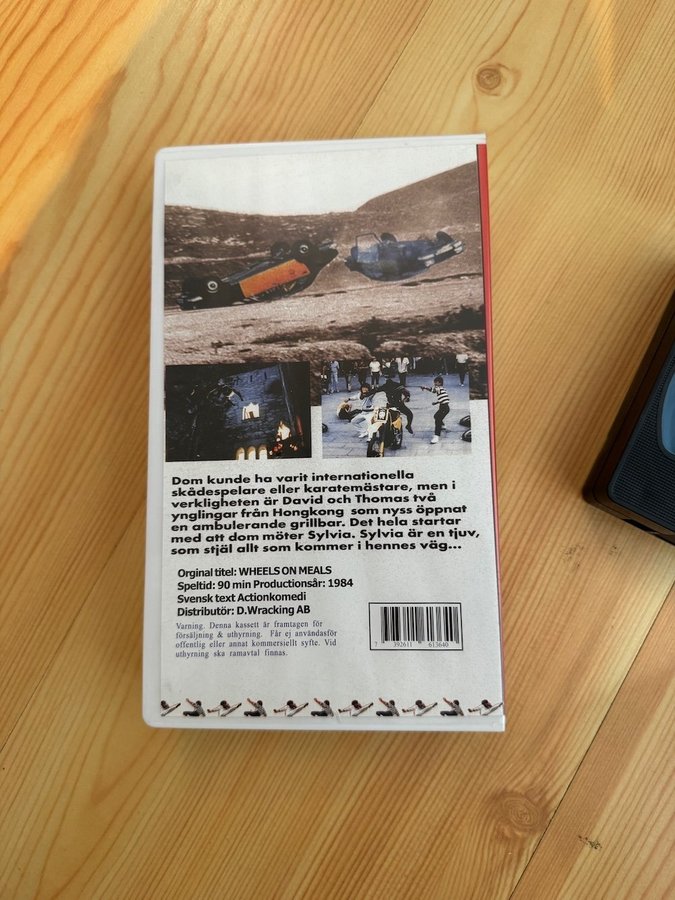 Dom kunde ha varit internationella
skådespelare eller karatemästare, men i
verkligheten är David och Thomas två
ynglingar från Hongkong som nyss öppnat
en ambulerande grillbar. Det hela startar
med att dom möter Sylvia. Sylvia är en tjuv,
som stjäl allt som kommer i hennes väg...
Orginal titel: WHEELS ON MEALS
Speltid: 90 min Productionsår: 1984
Svensk text Actionkomedi
Distributör: D.Wracking AB
Varning. Denna kassett är framtagen för
försäljning & uthyrning. Får ej användasför
offentlig eller annat kommersiellt syfte. Vid
uthyrning ska ramavtal finnas.
7 392611 613640